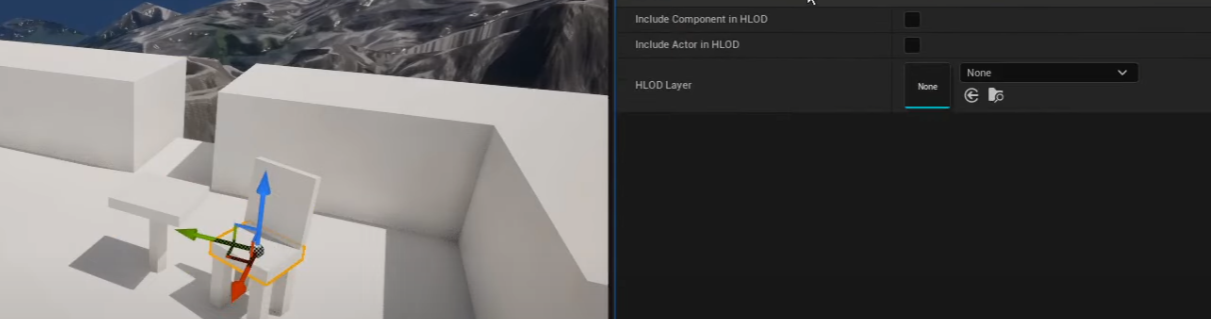 Include Component in HLOD
Include Actor in HLOD
HLOD Layer
None
None